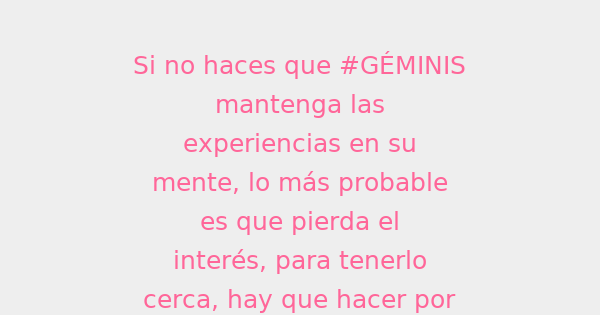 Si no haces que #GÉMINIS
mantenga las
experiencias en su
mente, lo más probable
es que pierda el
interés, para tenerlo
cerca, hay que hacer por